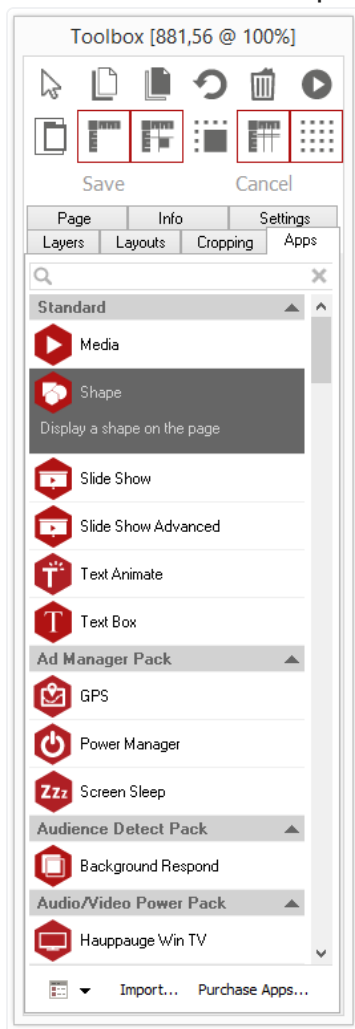 Toolbox [881,56 @ 100%]
Save Cancel
Page Info Settings
Layers Layouts Cropping Apps
Standard
Media
Shape
Display a shape on the page
Slide Show
Slide Show Advanced
Text Animate
Text Box
Ad Manager Pack
GPS
Power Manager
Zzz Screen Sleep
Audience Detect Pack
Background Respond
Audio/Video Power Pack
Hauppauge Win TV
Import... Purchase Apps...